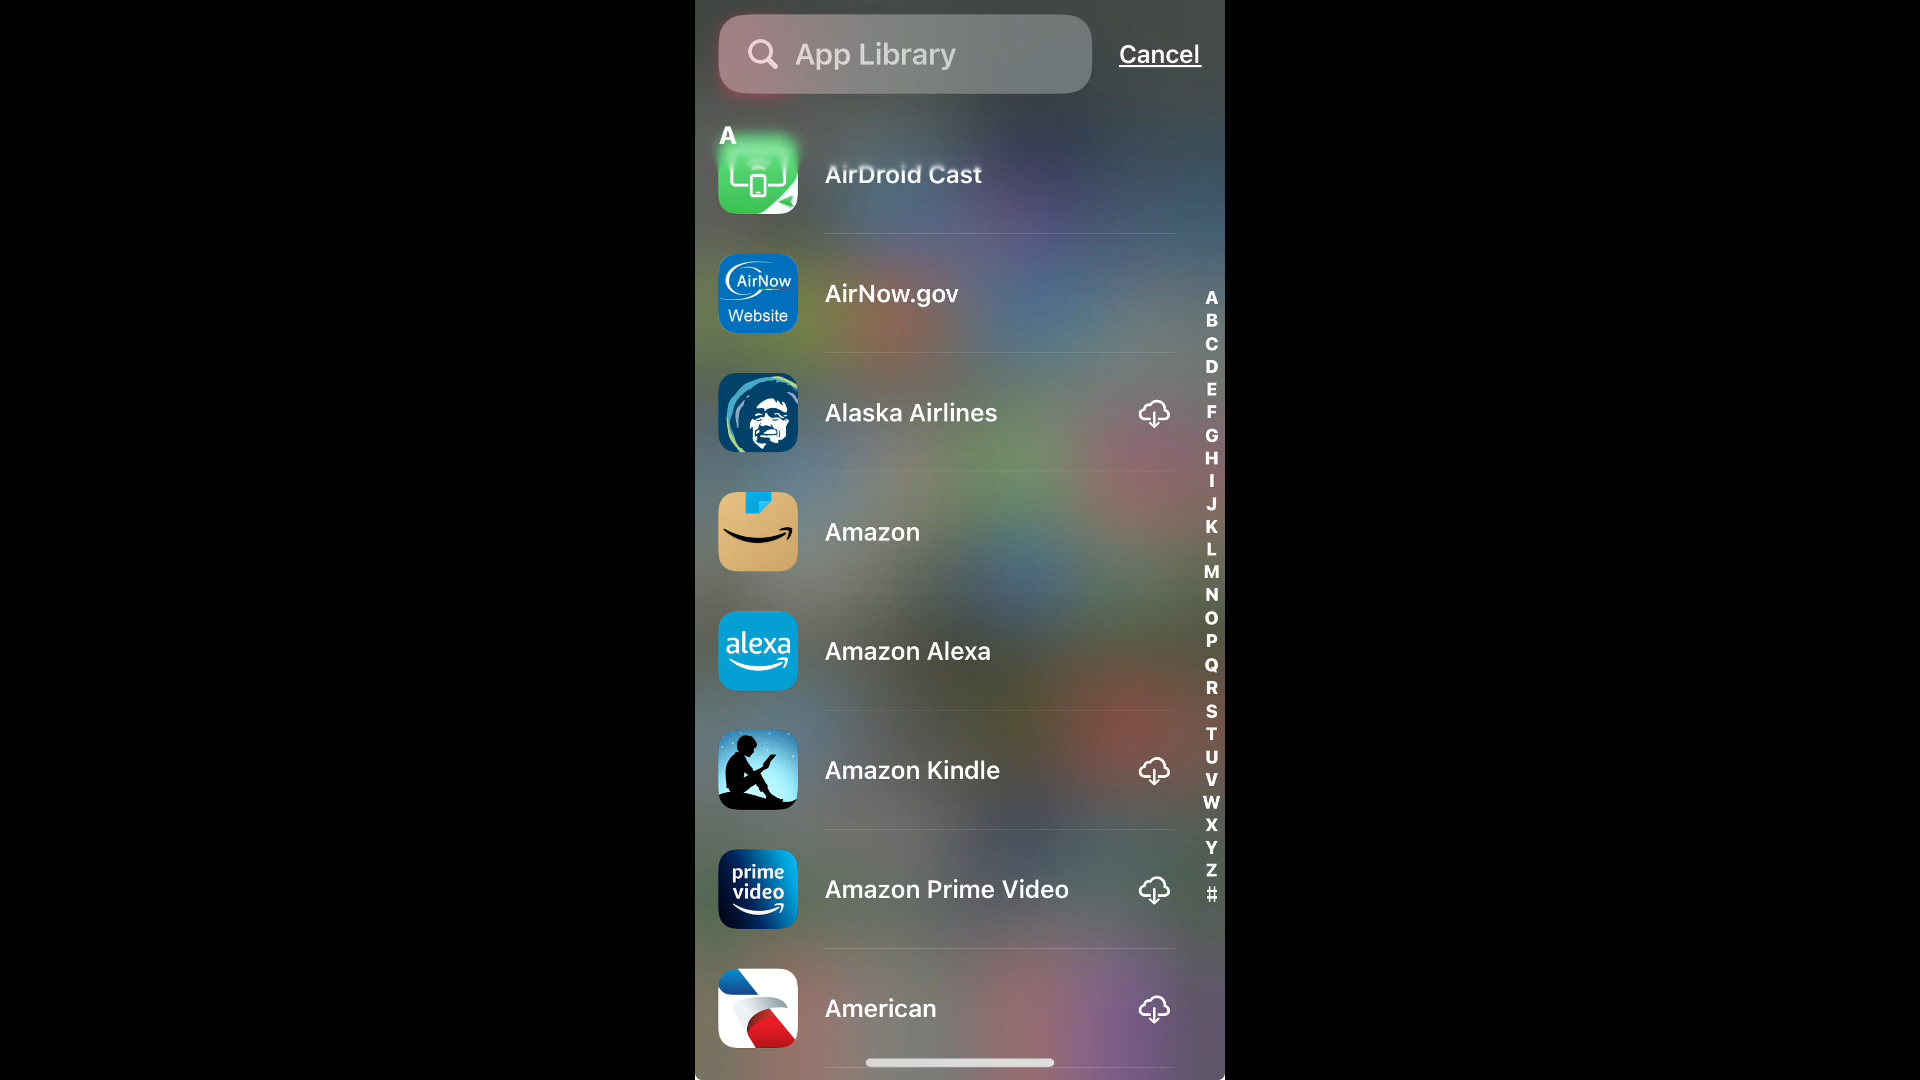 App Library
Cancel
A
AirDroid Cast
AirNow
Website
AirNow.gov
Alaska Airlines
Amazon
alexa
Amazon Alexa
Amazon Kindle
prime
video
Amazon Prime Video
American
A
B
C
D
E
F
G
H
I
J
K
L
M
N
O
P
Q
R
S
T
U
V
W
X
Y
Z
#